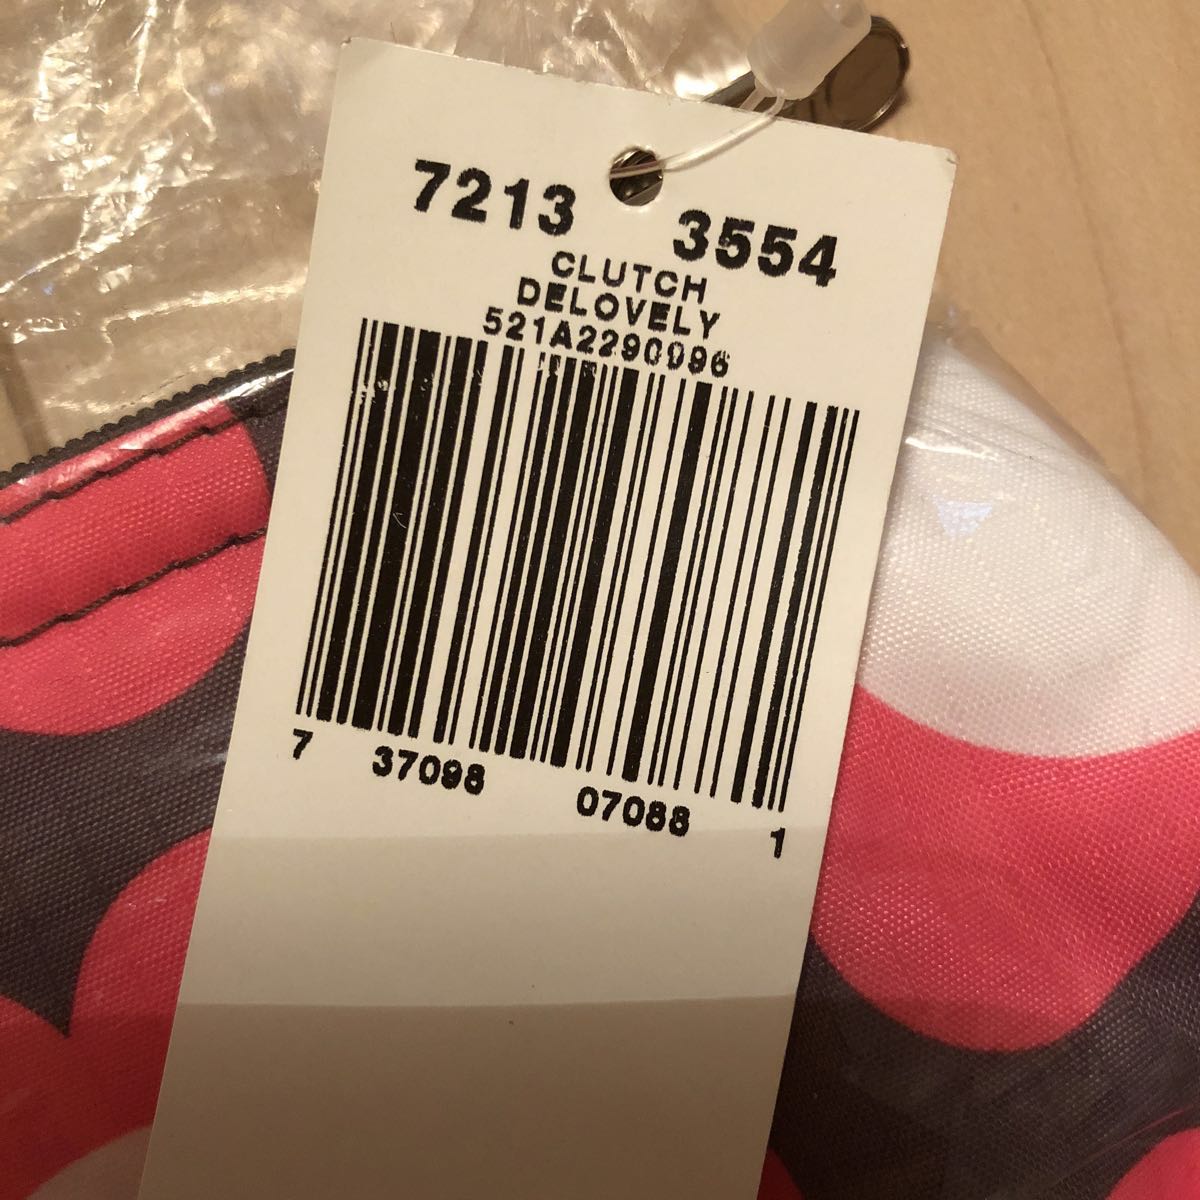 7213 3554
CLUTCH
DELOVELY
521A2290096
7 37098 07088 1